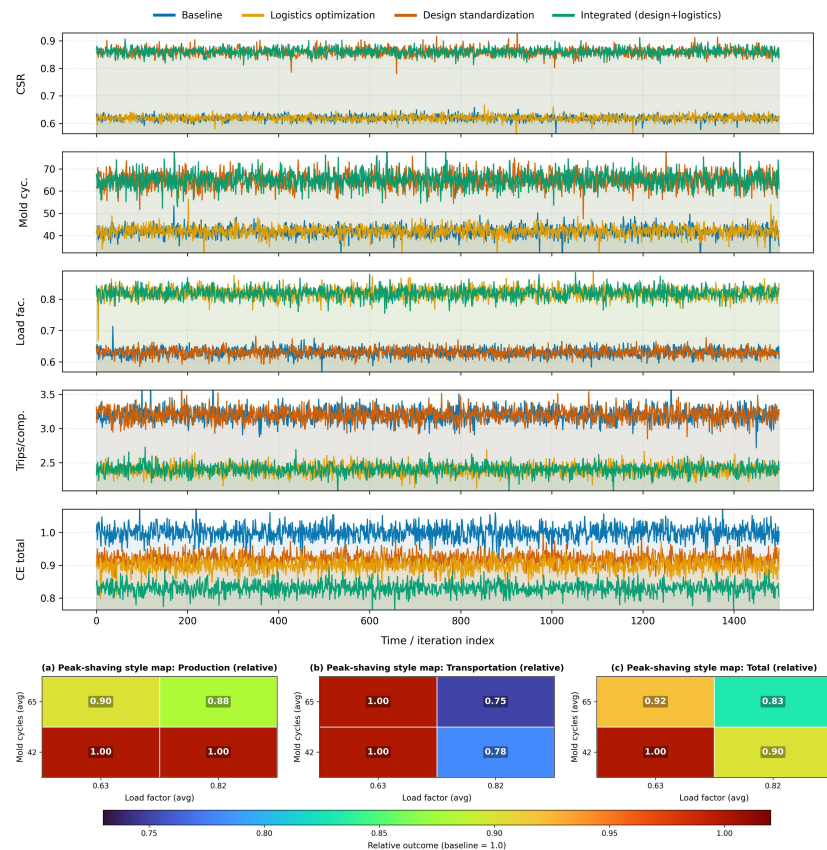 Baseline Logistics optimization Design standardization Integrated (design+logistics)
CSR
0.9
0.8
0.7
0.6
Mold cyc.
70
60
50
40
Load fac.
0.8
0.7
0.6
Trips/comp.
3.5
3.0
2.5
CE total
1.0
0.9
0.8
0 200 400 600 800 1000 1200 1400
Time / iteration index
(a) Peak-shaving style map: Production (relative)
Mold cycles (avg)
65
42
0.90 0.88
1.00 1.00
0.63 0.82
Load factor (avg)
(b) Peak-shaving style map: Transportation (relative)
Mold cycles (avg)
65
42
1.00 0.75
1.00 0.78
0.63 0.82
Load factor (avg)
(c) Peak-shaving style map: Total (relative)
Mold cycles (avg)
65
42
0.92 0.83
1.00 0.90
0.63 0.82
Load factor (avg)
0.75 0.80 0.85 0.90 0.95 1.00
Relative outcome (baseline = 1.0)